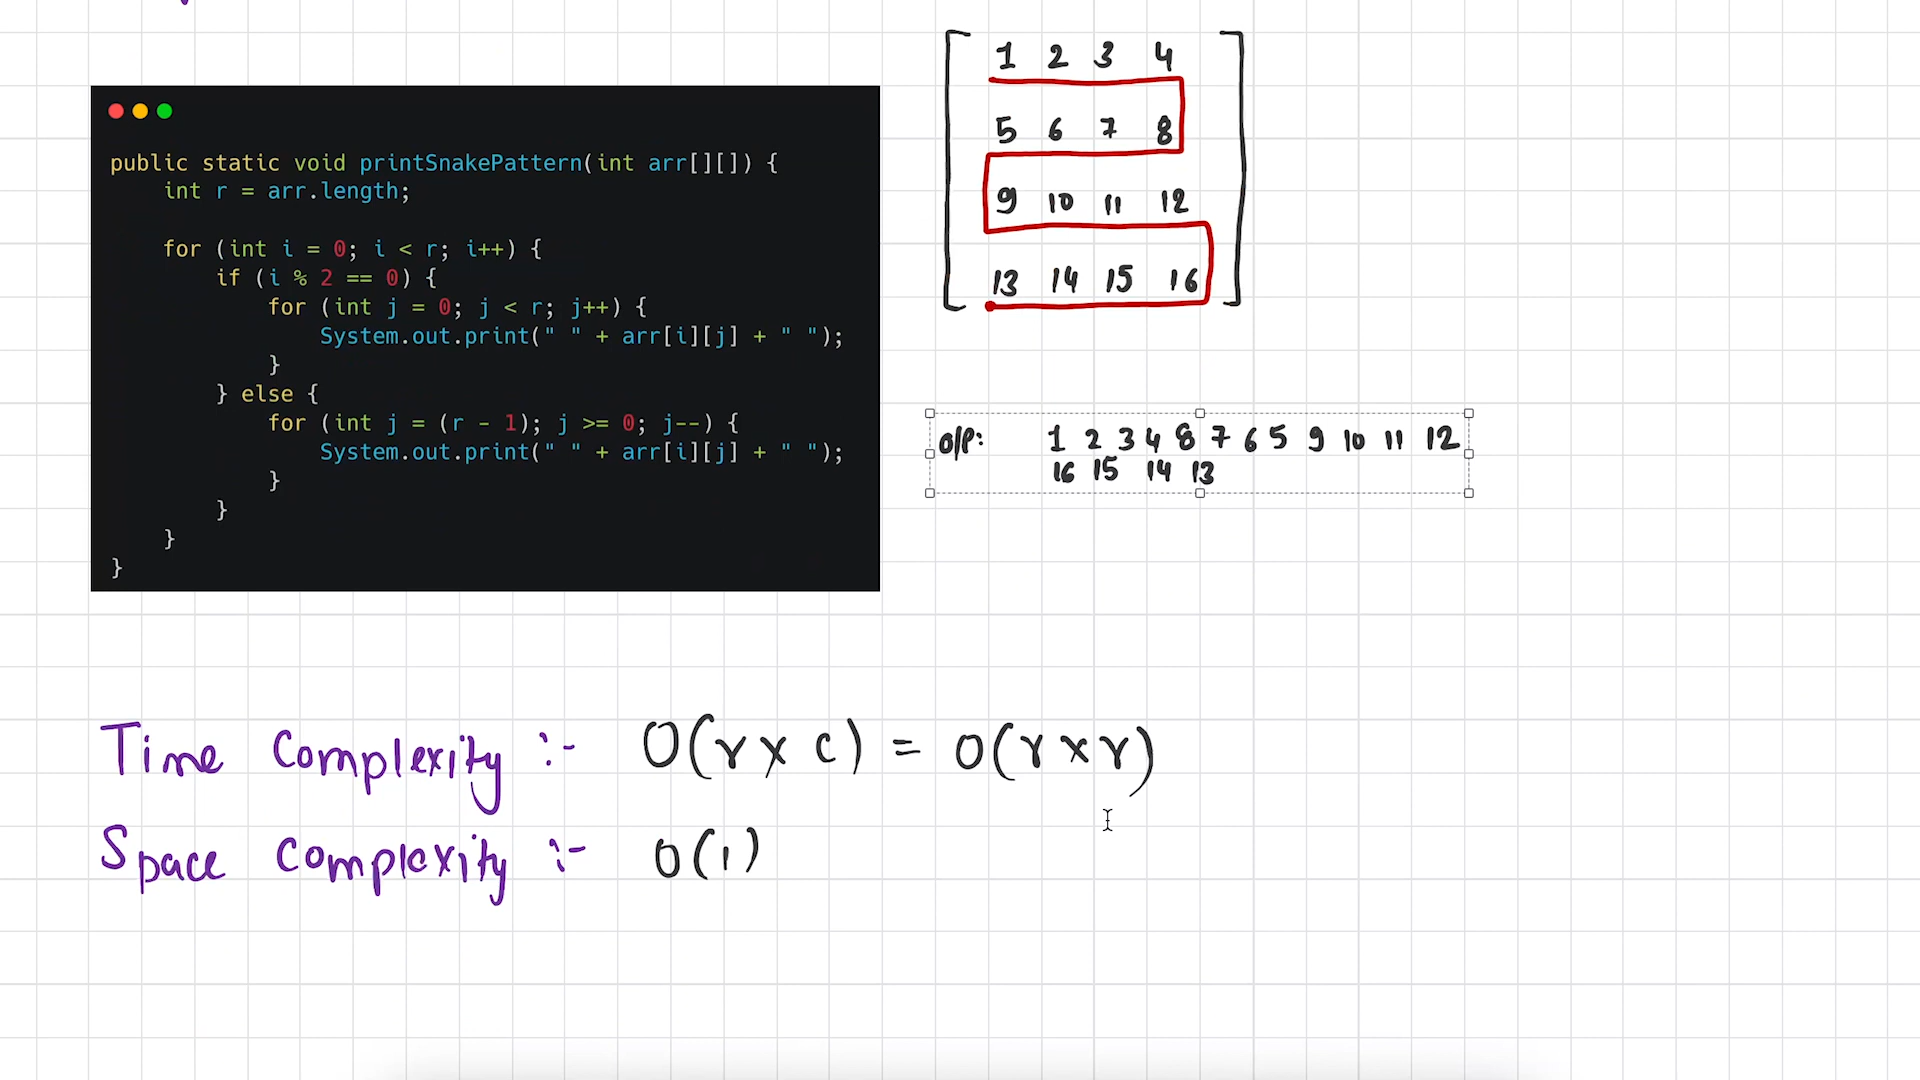 public static void printSnakePattern(int arr[][]) {
    int r = arr.length;
    for (int i = 0; i < r; i++) {
        if (i % 2 == 0) {
            for (int j = 0; j < r; j++) {
                System.out.print(" " + arr[i][j] + " ");
            }
        } else {
            for (int j = (r - 1); j >= 0; j--) {
                System.out.print(" " + arr[i][j] + " ");
            }
        }
    }
}
1 2 3 4
5 6 7 8
9 10 11 12
13 14 15 16
O/P: 1 2 3 4 8 7 6 5 9 10 11 12
16 15 14 13
Time Complexity :- O(r x c) = O(r x r)
Space Complexity :- O(1)